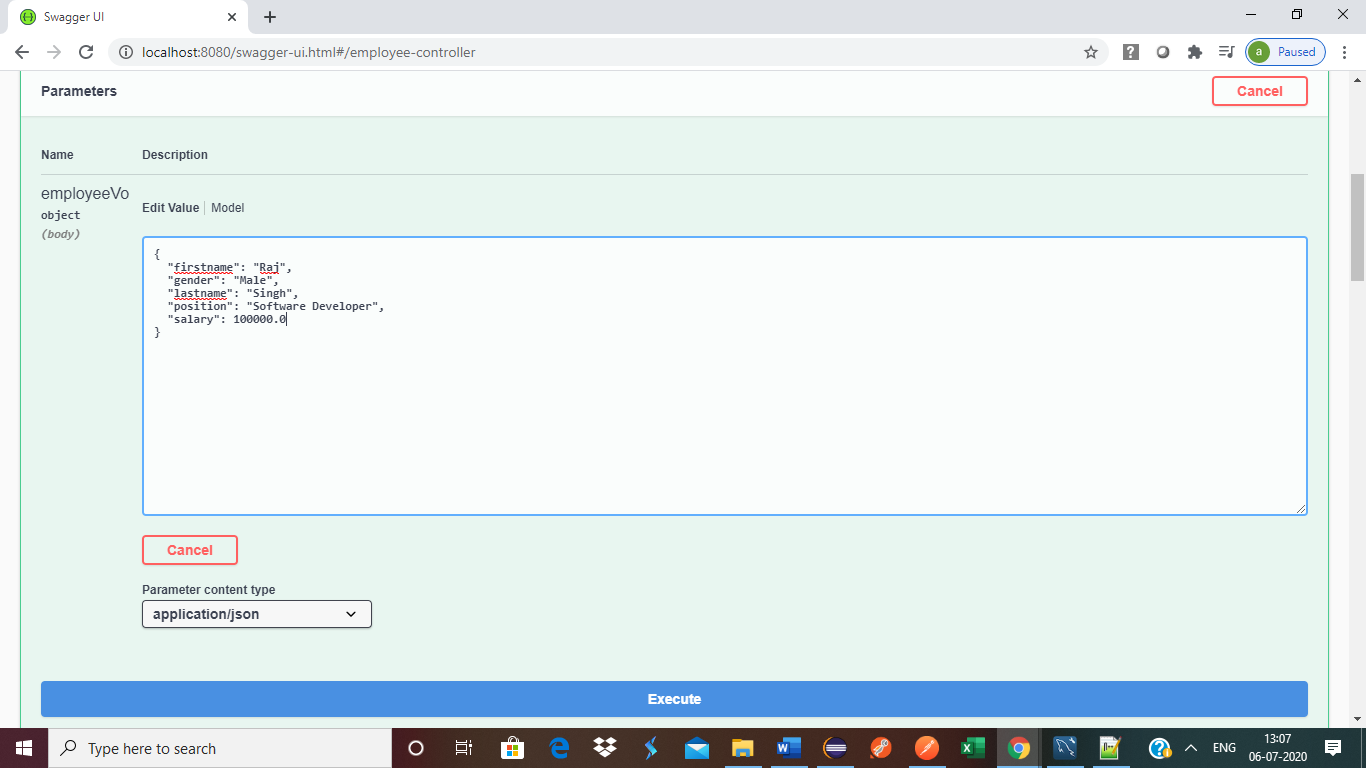 Swagger UI
localhost:8080/swagger-ui.html#/employee-controller
a Paused
Parameters
Cancel
Name Description
employeeVo
object
(body)
Edit Value Model
{
"firstname": "Raj",
"gender": "Male",
"lastname": "Singh",
"position": "Software Developer",
"salary": 100000.0
}
Cancel
Parameter content type
application/json
Execute
Type here to search
ENG
13:07
06-07-2020